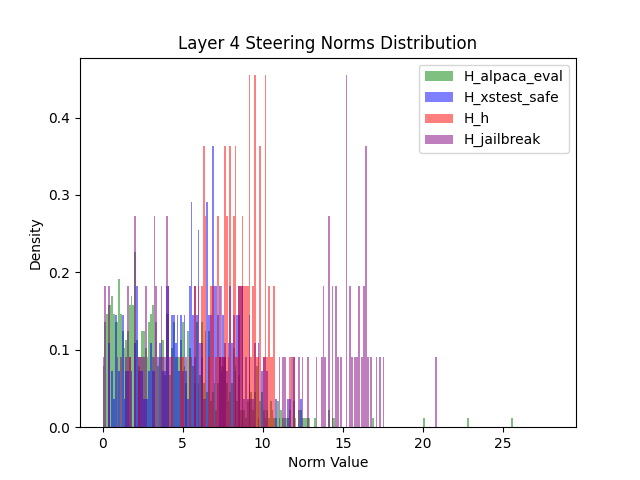 Layer 4 Steering Norms Distribution
H_alpaca_eval
H_xstest_safe
H_h
H_jailbreak
Density
0.4
0.3
0.2
0.1
0.0
0 5 10 15 20 25
Norm Value